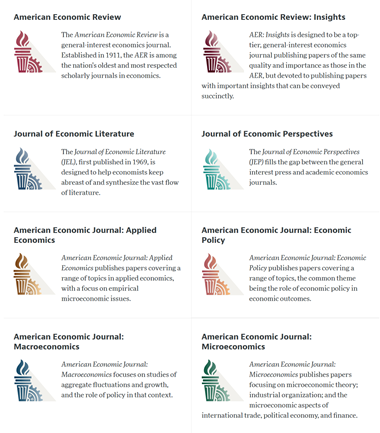 American Economic Review
The American Economic Review is a
general-interest economics journal.
Established in 1911, the AER is among
the nation's oldest and most respected
scholarly journals in economics.
American Economic Review: Insights
AER: Insights is designed to be a top-
tier, general-interest economics
journal publishing papers of the same
quality and importance as those in the
AER, but devoted to publishing papers
with important insights that can be conveyed
succinctly.
Journal of Economic Literature
The Journal of Economic Literature
(JEL), first published in 1969, is
designed to help economists keep
abreast of and synthesize the vast flow
of literature.
Journal of Economic Perspectives
The Journal of Economic Perspectives
(JEP) fills the gap between the general
interest press and academic economics
journals.
American Economic Journal: Applied
Economics
American Economic Journal: Applied
Economics publishes papers covering a
range of topics in applied economics,
with a focus on empirical
microeconomic issues.
American Economic Journal: Economic
Policy
American Economic Journal: Economic
Policy publishes papers covering a
range of topics, the common theme
being the role of economic policy in
economic outcomes.
American Economic Journal:
Macroeconomics
American Economic Journal:
Macroeconomics focuses on studies of
aggregate fluctuations and growth,
and the role of policy in that context.
American Economic Journal:
Microeconomics
American Economic Journal:
Microeconomics publishes papers
focusing on microeconomic theory;
industrial organization; and the
microeconomic aspects of
international trade, political economy, and finance.